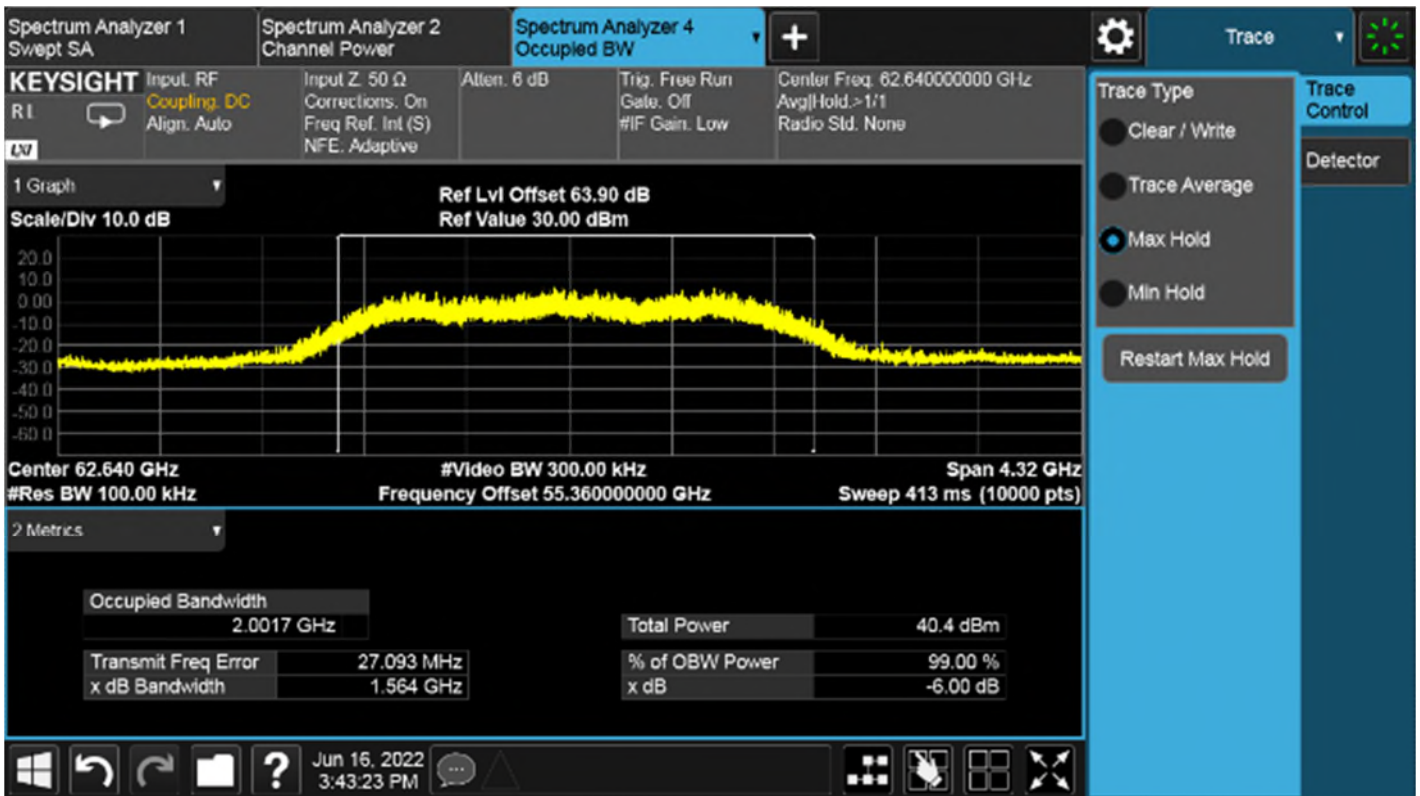 Spectrum Analyzer 1
Swept SA
Spectrum Analyzer 2
Channel Power
Spectrum Analyzer 4
Occupied BW
Trace
KEYSIGHT
RL
LXI
Input. RF
Coupling. DC
Align. Auto
Input Z. 50 Ω
Corrections. On
Freq Ref. Int (S)
NFE. Adaptive
Atten. 6 dB
Trig. Free Run
Gate. Off
#IF Gain. Low
Center Freq. 62.640000000 GHz
Avg|Hold.>1/1
Radio Std. None
Trace Type
Clear / Write
Trace Average
Max Hold
Min Hold
Restart Max Hold
Trace
Control
Detector
1 Graph
Scale/Div 10.0 dB
Ref Lvl Offset 63.90 dB
Ref Value 30.00 dBm
20.0
10.0
0.00
-10.0
-20.0
-30.0
-40.0
-50.0
-60.0
Center 62.640 GHz
#Video BW 300.00 kHz
Span 4.32 GHz
#Res BW 100.00 kHz
Frequency Offset 55.360000000 GHz
Sweep 413 ms (10000 pts)
2 Metrics
Occupied Bandwidth
2.0017 GHz
Total Power 40.4 dBm
Transmit Freq Error 27.093 MHz
% of OBW Power 99.00 %
x dB Bandwidth 1.564 GHz
x dB -6.00 dB
?
Jun 16, 2022
3:43:23 PM